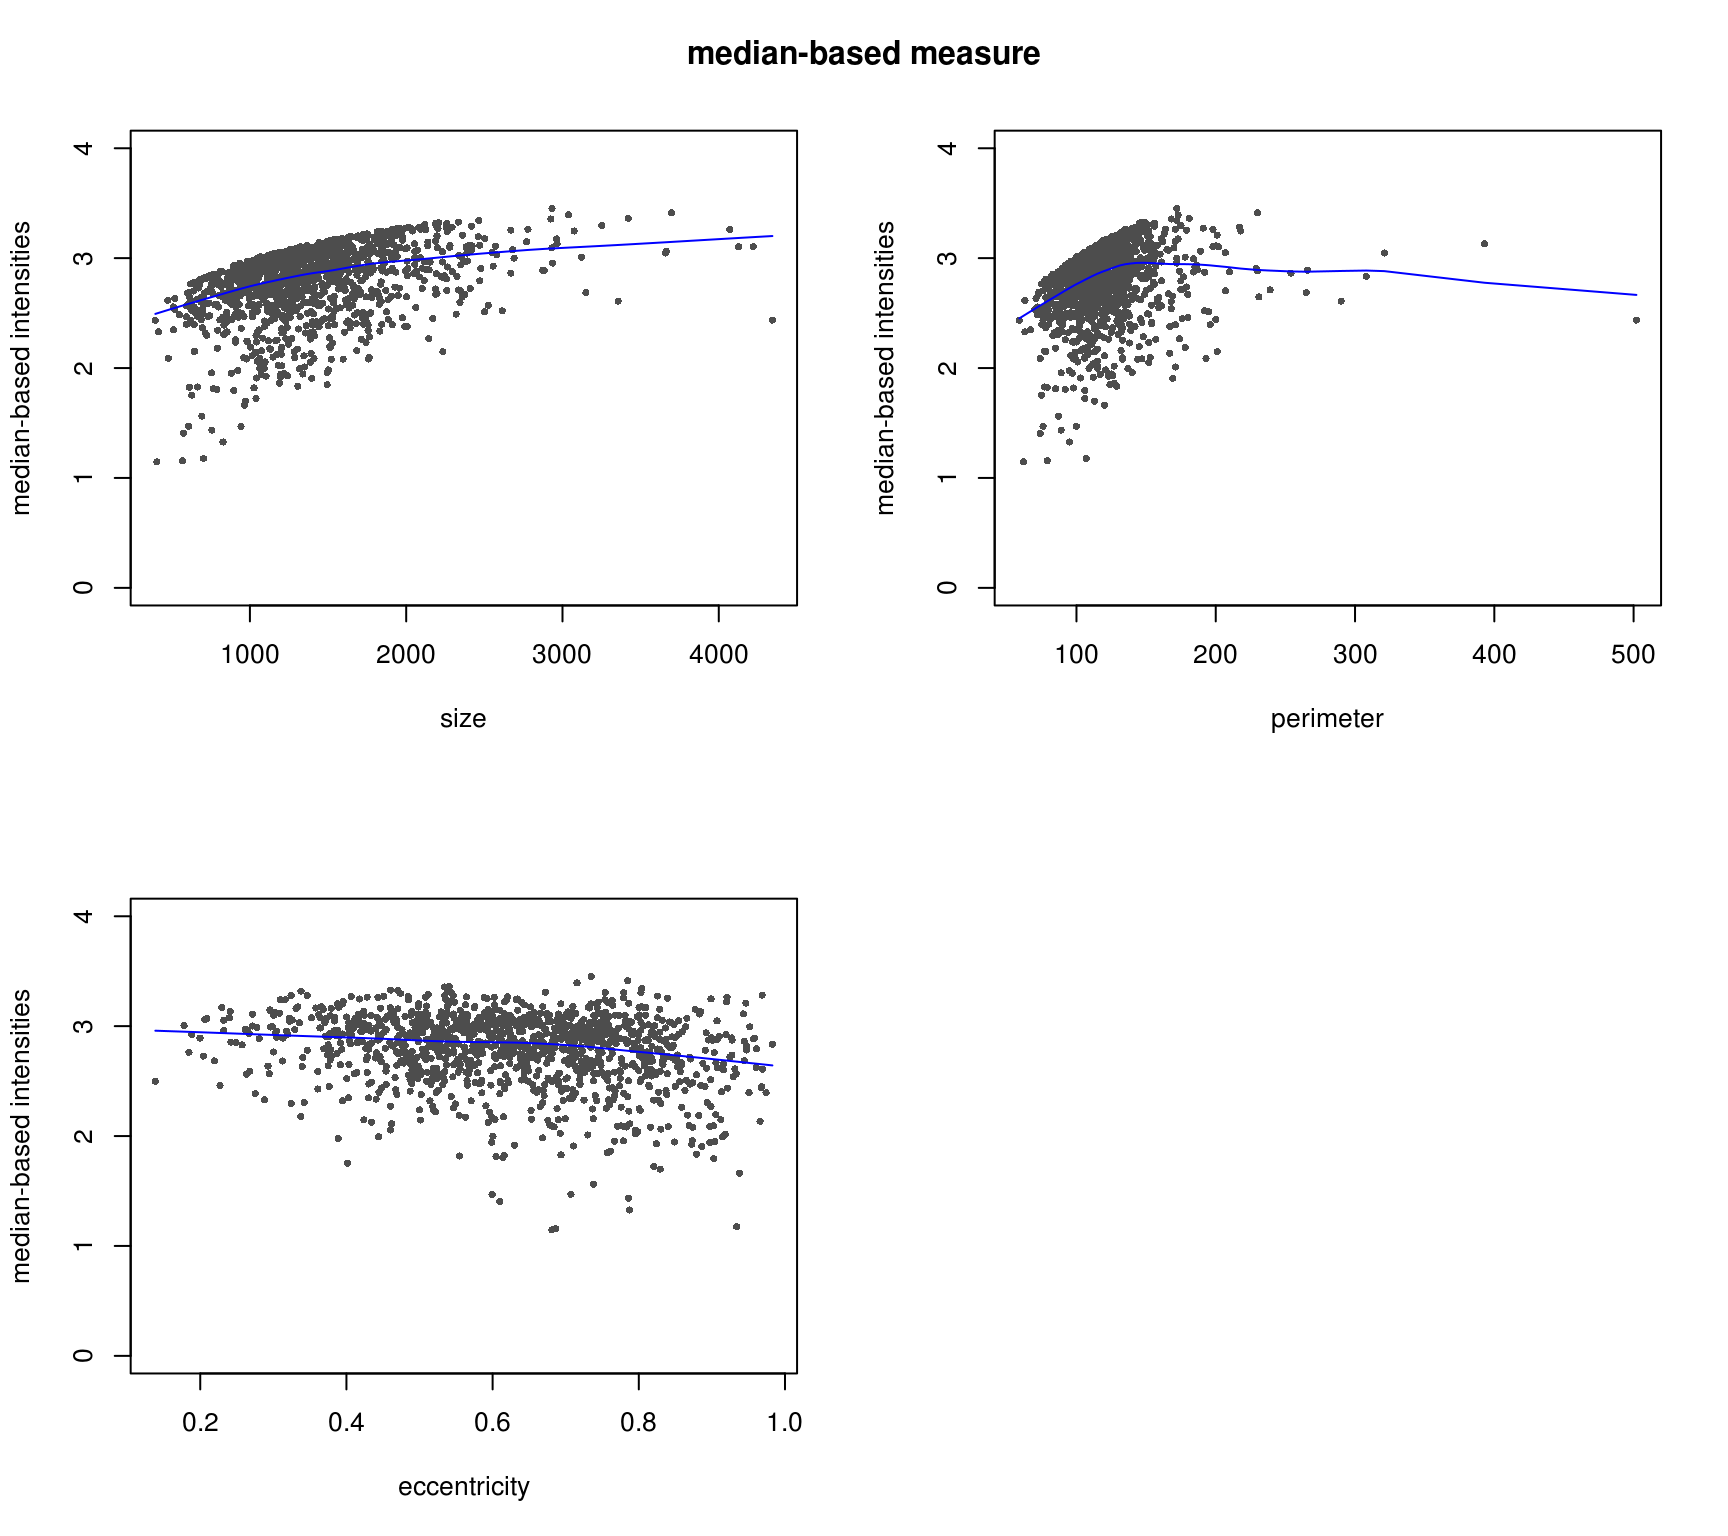 median-based measure
median-based intensities
4
3
2
1
0
1000 2000 3000 4000
size
median-based intensities
4
3
2
1
0
100 200 300 400 500
perimeter
median-based intensities
4
3
2
1
0
0.2 0.4 0.6 0.8 1.0
eccentricity